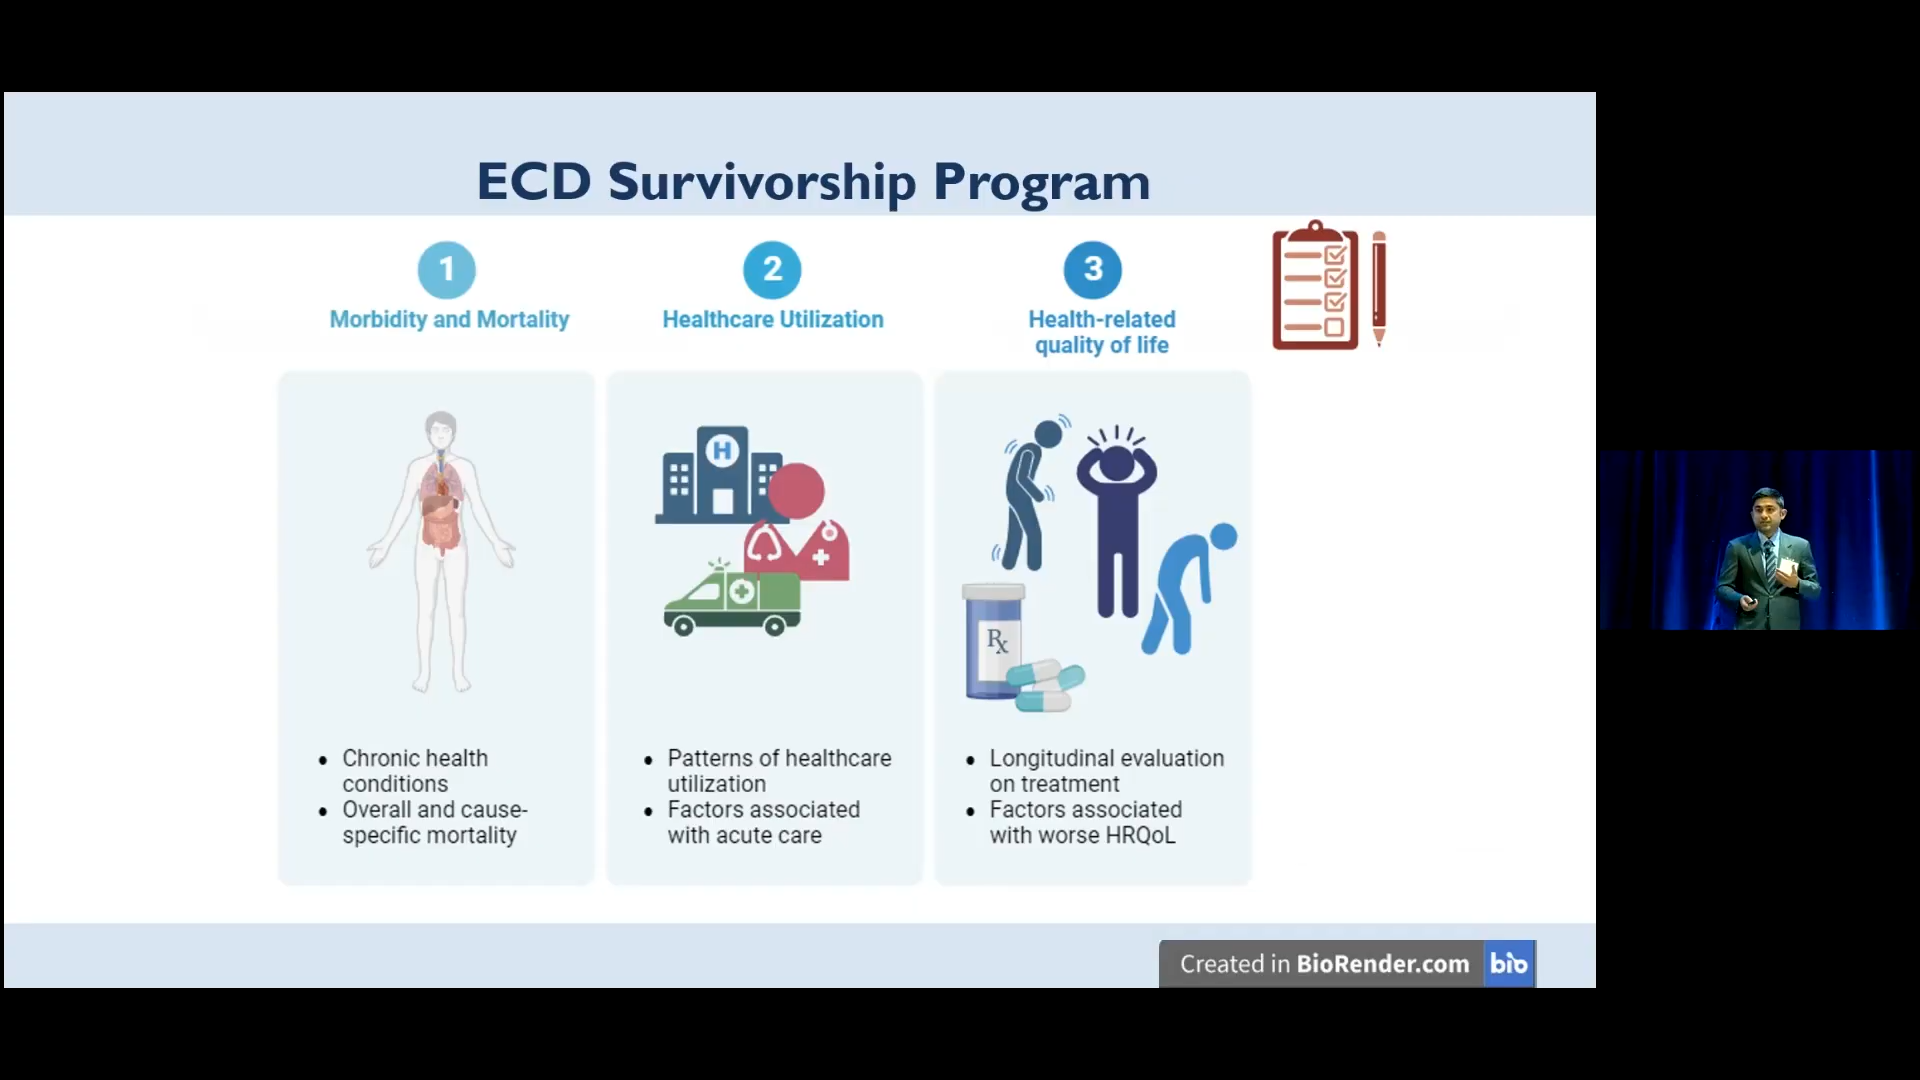 ECD Survivorship Program
1
Morbidity and Mortality
2
Healthcare Utilization
3
Health-related
quality of life
H
Rx
• Chronic health
conditions
• Overall and cause-
specific mortality
• Patterns of healthcare
utilization
• Factors associated
with acute care
• Longitudinal evaluation
on treatment
• Factors associated
with worse HRQoL
Created in BioRender.com bio